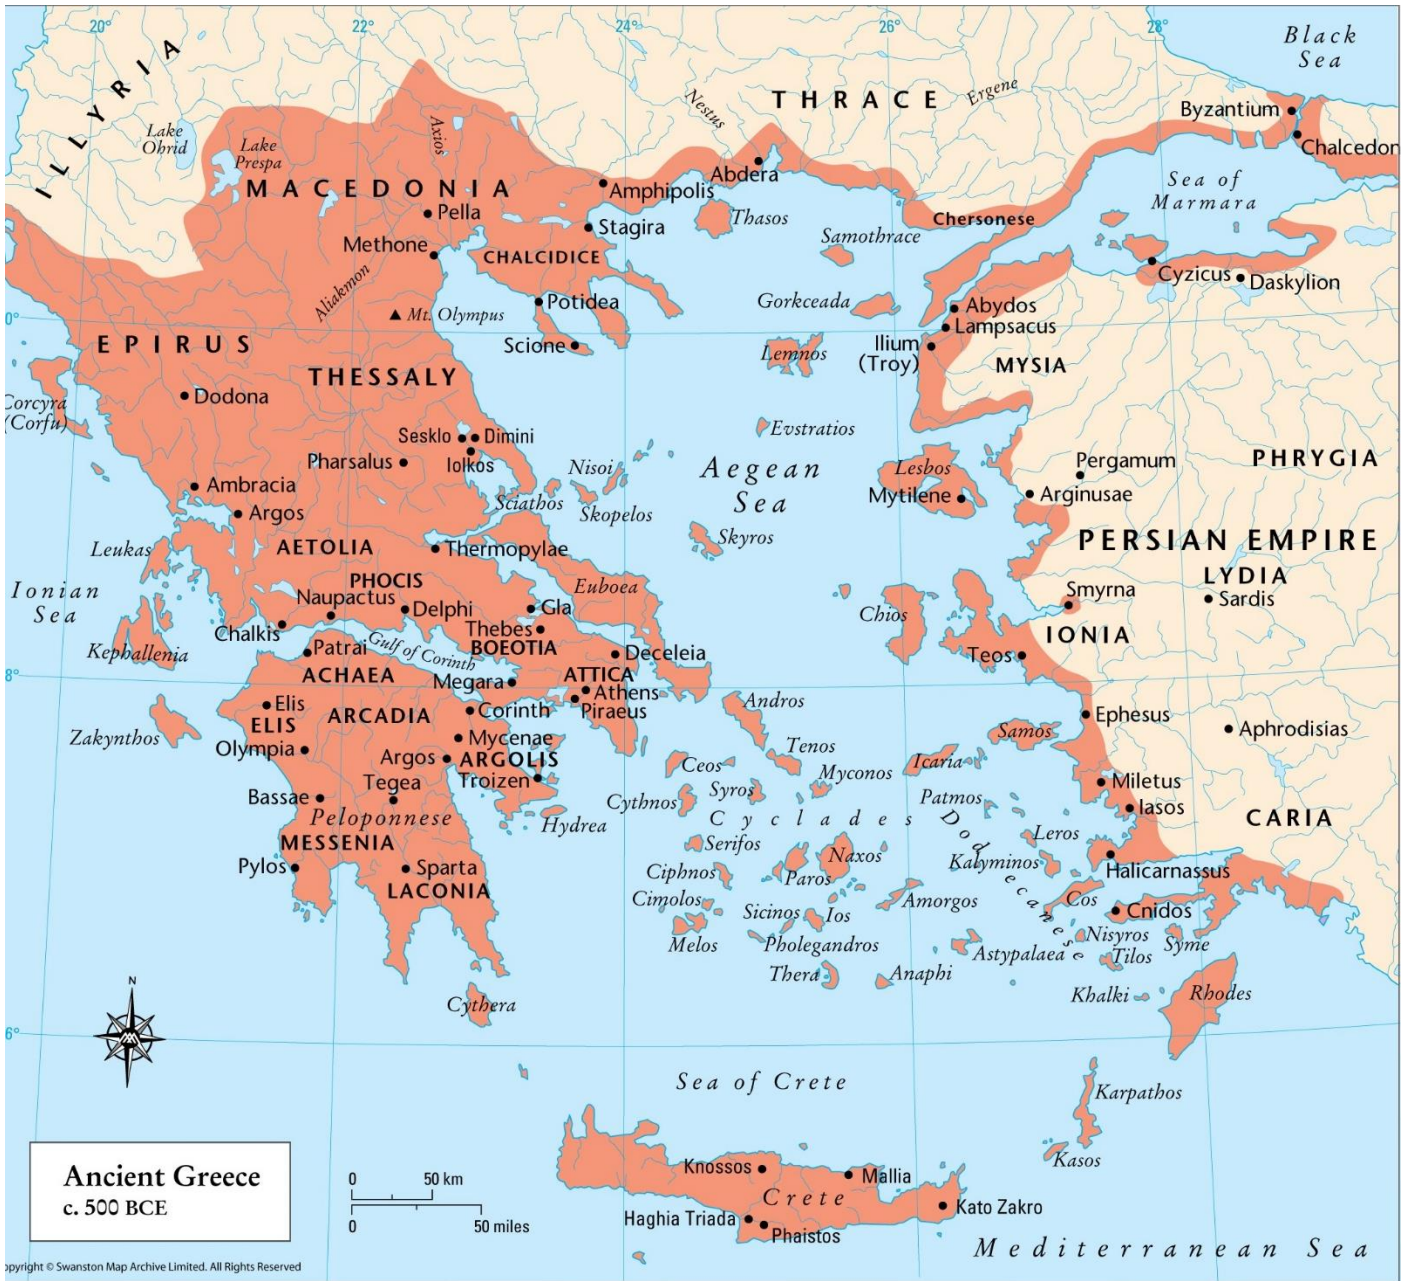 20°
22°
24°
26°
28°
Black
Sea
ILLYRIA
Lake
Ohrid
Lake
Prespa
Axios
Nestus
THRACE
Ergene
Byzantium
Chalcedon
MACEDONIA
Abdera
Amphipolis
Sea of
Marmara
Pella
Stagira
Thasos
Chersonese
Methone
CHALCIDICE
Samothrace
Cyzicus
Daskylion
Aliakmon
Potidea
Gorkceada
Abydos
0°
Mt. Olympus
Lampsacus
EPIRUS
Scione
Lemnos
Ilium
(Troy)
THESSALY
MYSIA
Dodona
Corcyra
(Corfu)
Sesklo
Dimini
Evstratios
Pharsalus
Iolkos
Nisoi
Aegean
Sea
Lesbos
Pergamum
PHRYGIA
Ambracia
Sciathos
Skopelos
Mytilene
Arginusae
Argos
Skyros
PERSIAN EMPIRE
Leukas
AETOLIA
Thermopylae
LYDIA
Ionian
Sea
PHOCIS
Euboea
Smyrna
Sardis
Naupactus
Delphi
Gla
Chios
Chalkis
Thebes
IONIA
Kephallenia
Patrai
Gulf of Corinth
BOEOTIA
Deceleia
Teos
8°
ACHAEA
Megara
ATTICA
Athens
Piraeus
Elis
ELIS
ARCADIA
Corinth
Andros
Ephesus
Zakynthos
Olympia
Mycenae
Samos
Aphrodisias
Argos
ARGOLIS
Tenos
Icaria
Tegea
Troizen
Ceos
Myconos
Miletus
Bassae
Cythnos
Syros
Patmos
Iasos
Peloponnese
Hydrea
Cyclades
Dodecanese
Leros
CARIA
MESSENIA
Serifos
Naxos
Kalyminos
Pylos
Sparta
Ciphnos
Paros
Halicarnassus
LACONIA
Cimolos
Sicinos
Ios
Amorgos
Cos
Cnidos
Melos
Pholegandros
Astypalaea
Nisyros
Syme
Tilos
Thera
Anaphi
Khalki
Rhodes
Cythera
N
6°
Sea of Crete
Karpathos
Kasos
Knossos
Mallia
Crete
Kato Zakro
Haghia Triada
Phaistos
Mediterranean Sea
Ancient Greece
c. 500 BCE
0 50 km
0 50 miles
opyright © Swanston Map Archive Limited. All Rights Reserved